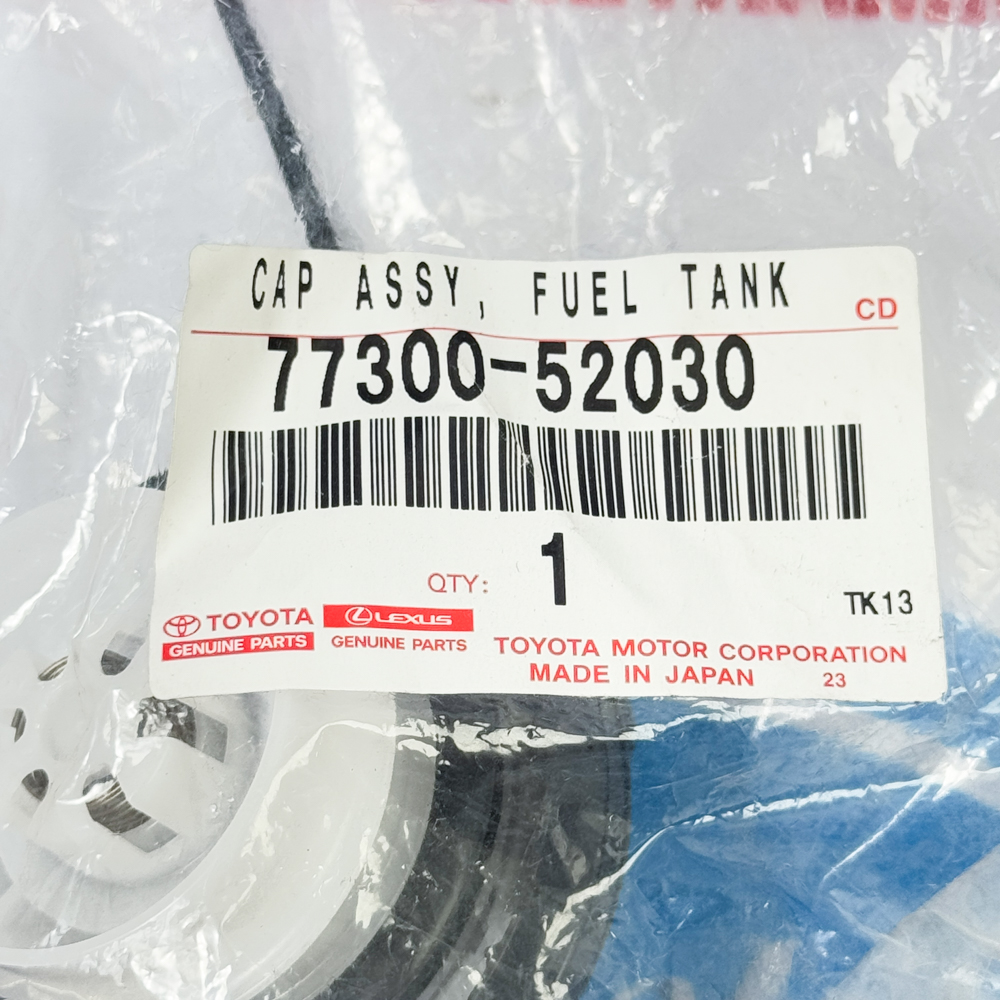 CAP ASSY, FUEL TANK
CD
77300-52030
QTY: 1
TK13
TOYOTA
GENUINE PARTS
LEXUS
GENUINE PARTS
TOYOTA MOTOR CORPORATION
MADE IN JAPAN 23